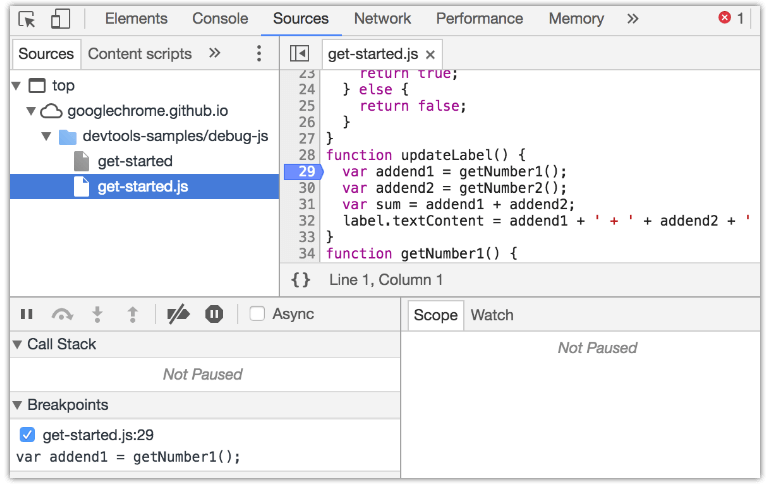 Elements Console Sources Network Performance Memory » 1
Sources Content scripts »
top
googlechrome.github.io
devtools-samples/debug-js
get-started
get-started.js
get-started.js ×
23 return true;
24 } else {
25 return false;
26 }
27 }
28 function updateLabel() {
29 var addend1 = getNumber1();
30 var addend2 = getNumber2();
31 var sum = addend1 + addend2;
32 label.textContent = addend1 + ' + ' + addend2 + '
33 }
34 function getNumber1() {
{} Line 1, Column 1
Async
Call Stack
Not Paused
Breakpoints
get-started.js:29
var addend1 = getNumber1();
Scope Watch
Not Paused